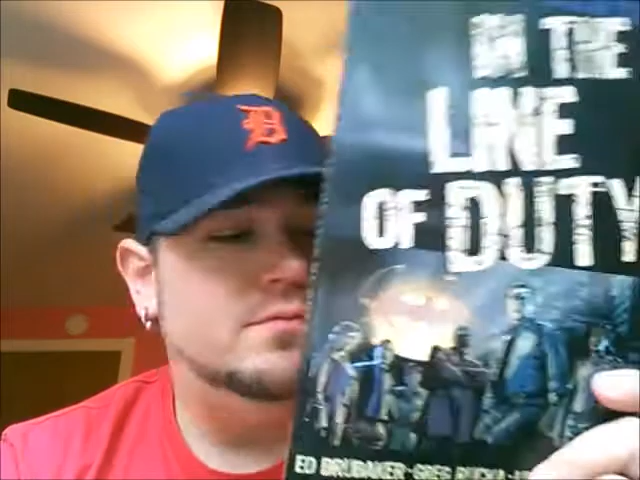 D
IN THE
LINE
OF DUTY
ED BRUBAKER · GREG RUCKA